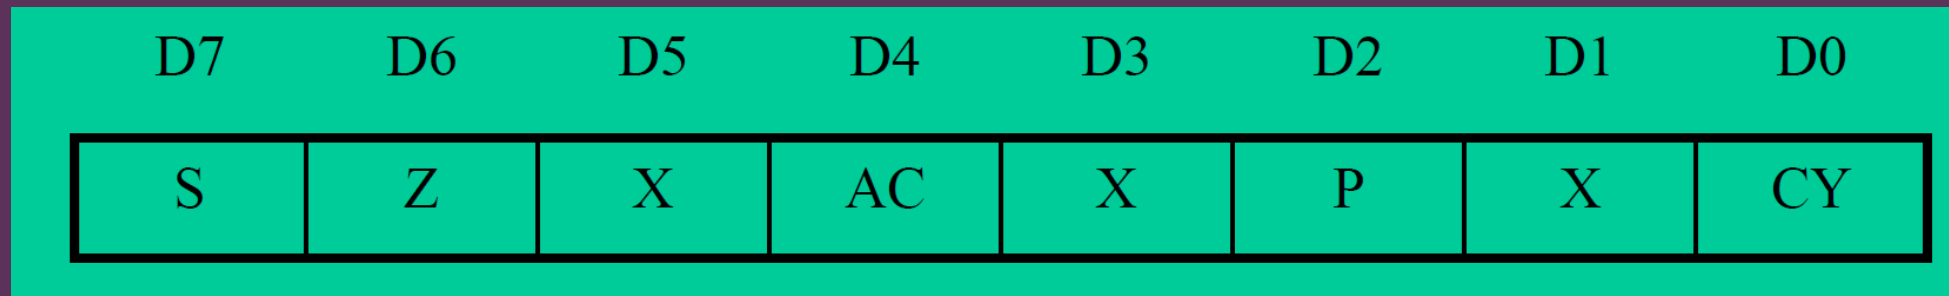 D7 D6 D5 D4 D3 D2 D1 D0
S Z X AC X P X CY